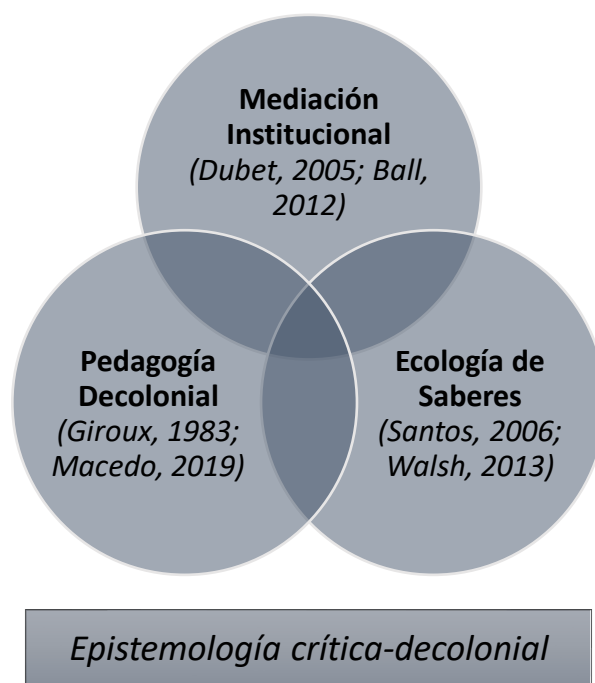 Mediación
Institucional
(Dubet, 2005; Ball,
2012)
Pedagogía
Decolonial
(Giroux, 1983;
Macedo, 2019)
Ecología de
Saberes
(Santos, 2006;
Walsh, 2013)
Epistemología crítica-decolonial